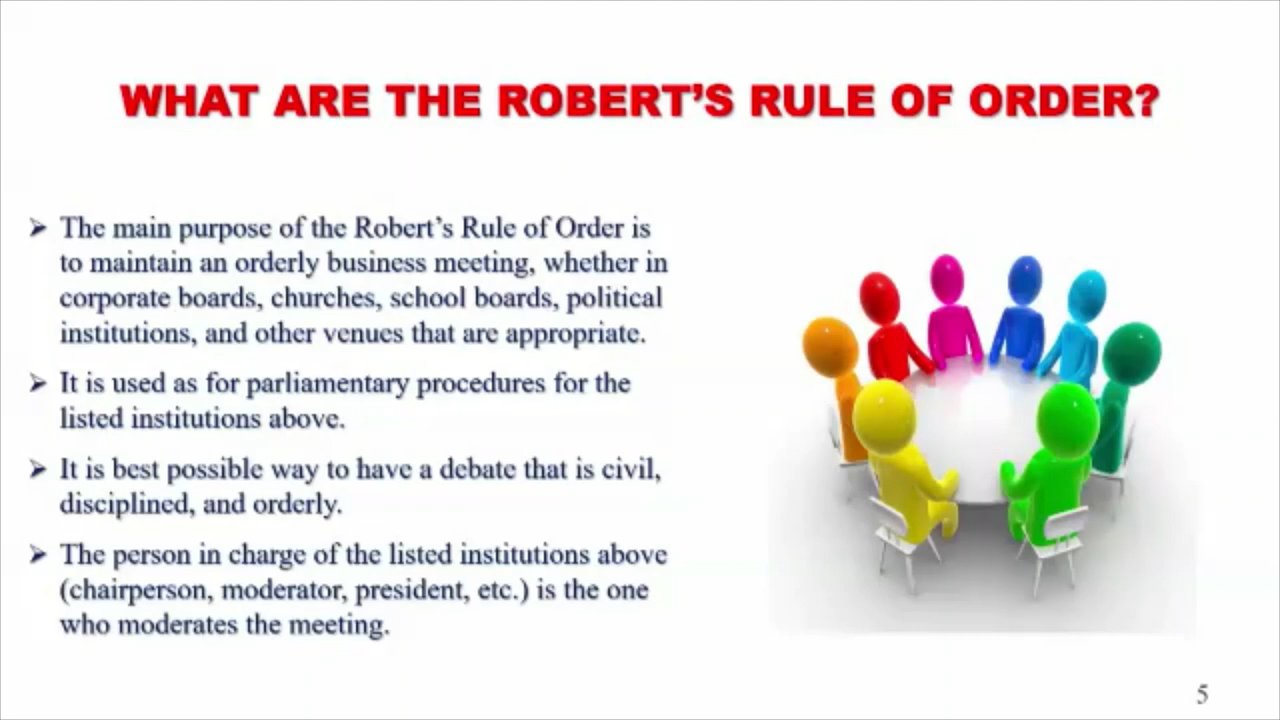 WHAT ARE THE ROBERT’S RULE OF ORDER?
➢ The main purpose of the Robert’s Rule of Order is
to maintain an orderly business meeting, whether in
corporate boards, churches, school boards, political
institutions, and other venues that are appropriate.
➢ It is used as for parliamentary procedures for the
listed institutions above.
➢ It is best possible way to have a debate that is civil,
disciplined, and orderly.
➢ The person in charge of the listed institutions above
(chairperson, moderator, president, etc.) is the one
who moderates the meeting.
5